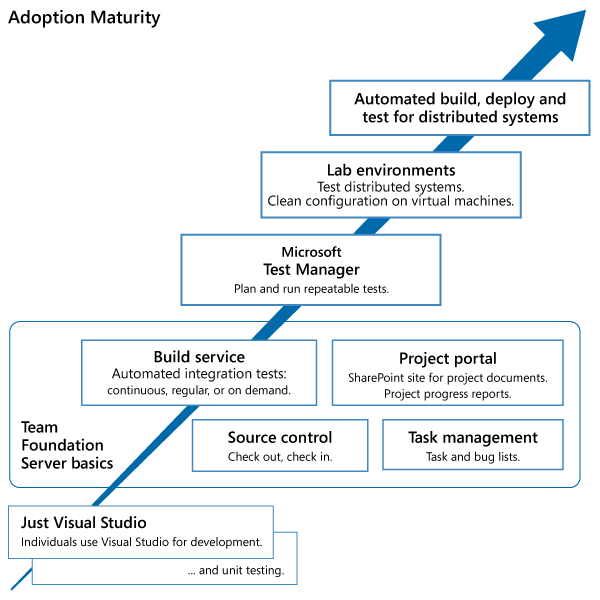 Adoption Maturity
Automated build, deploy and
test for distributed systems
Lab environments
Test distributed systems.
Clean configuration on virtual machines.
Microsoft
Test Manager
Plan and run repeatable tests.
Build service
Automated integration tests:
continuous, regular, or on demand.
Project portal
SharePoint site for project documents.
Project progress reports.
Team
Foundation
Server basics
Source control
Check out, check in.
Task management
Task and bug lists.
Just Visual Studio
Individuals use Visual Studio for development.
... and unit testing.